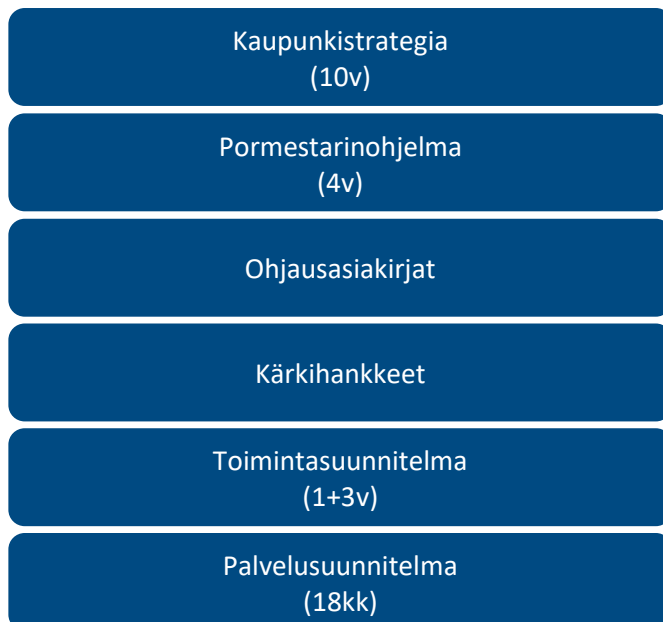 Kaupunkistrategia
(10v)
Pormestarinohjelma
(4v)
Ohjausasiakirjat
Kärkihankkeet
Toimintasuunnitelma
(1+3v)
Palvelusuunnitelma
(18kk)